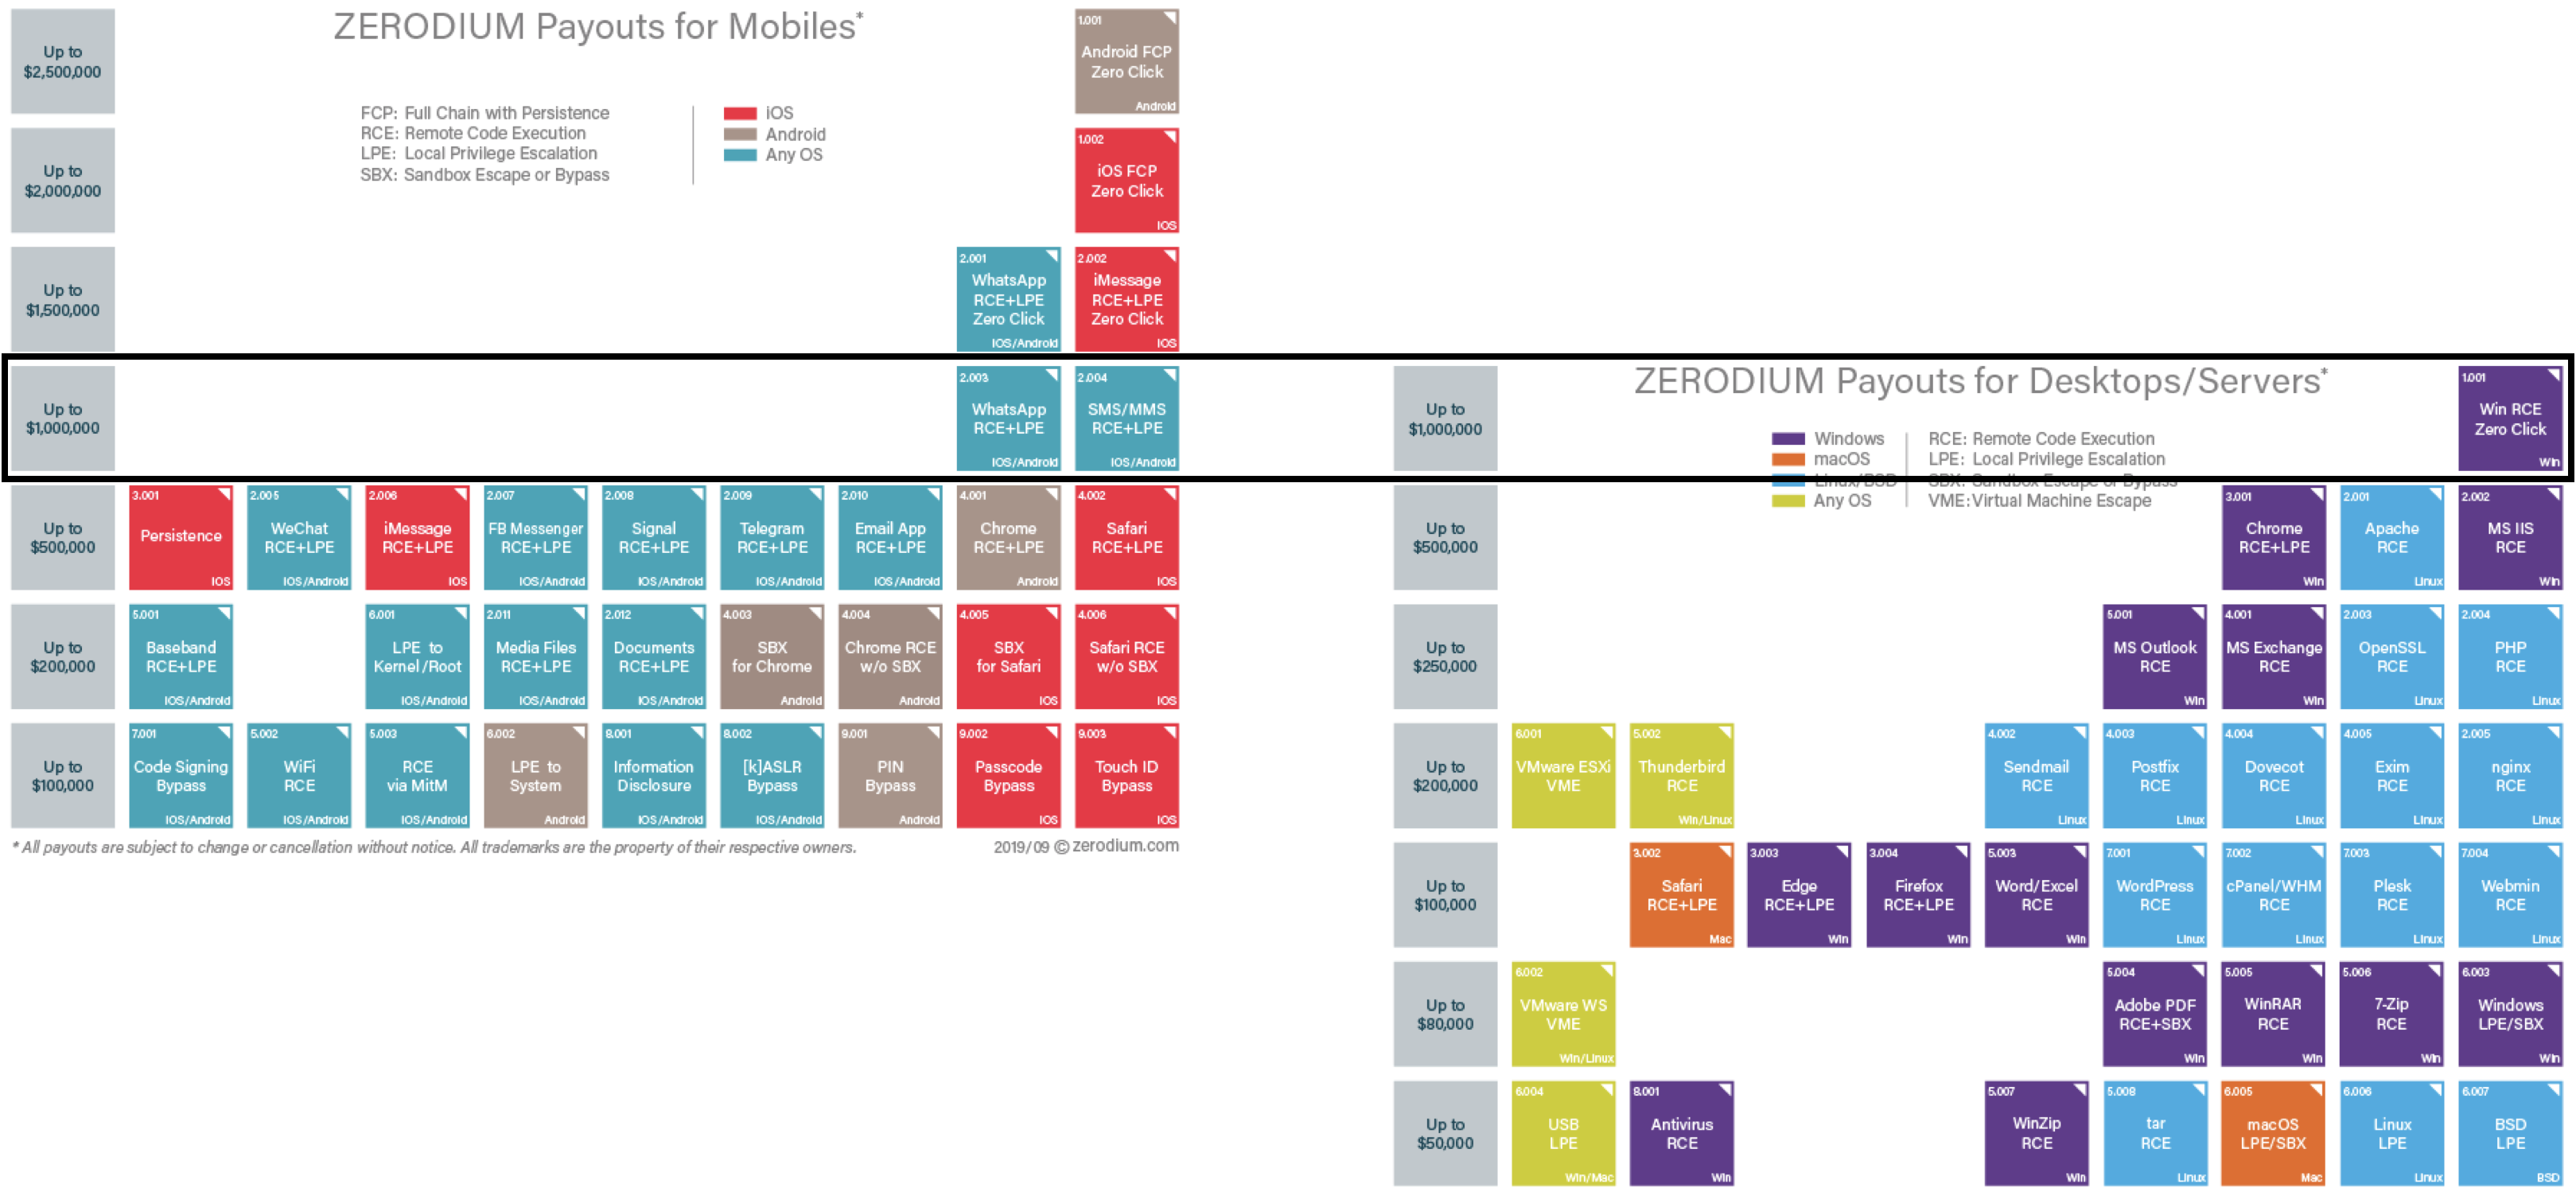 ZERODIUM Payouts for Mobiles*
FCP: Full Chain with Persistence
RCE: Remote Code Execution
LPE: Local Privilege Escalation
SBX: Sandbox Escape or Bypass
iOS
Android
Any OS
Up to
$2,500,000
1.001
Android FCP
Zero Click
Android
Up to
$2,000,000
1.002
iOS FCP
Zero Click
iOS
Up to
$1,500,000
2.001
WhatsApp
RCE+LPE
Zero Click
iOS/Android
2.002
iMessage
RCE+LPE
Zero Click
iOS
Up to
$1,000,000
2.003
WhatsApp
RCE+LPE
iOS/Android
2.004
SMS/MMS
RCE+LPE
iOS/Android
Up to
$500,000
3.001
Persistence
iOS
2.005
WeChat
RCE+LPE
iOS/Android
2.006
iMessage
RCE+LPE
iOS
2.007
FB Messenger
RCE+LPE
iOS/Android
2.008
Signal
RCE+LPE
iOS/Android
2.009
Telegram
RCE+LPE
iOS/Android
2.010
Email App
RCE+LPE
iOS/Android
4.001
Chrome
RCE+LPE
Android
4.002
Safari
RCE+LPE
iOS
Up to
$200,000
5.001
Baseband
RCE+LPE
iOS/Android
6.001
LPE to
Kernel/Root
iOS/Android
2.011
Media Files
RCE+LPE
iOS/Android
2.012
Documents
RCE+LPE
iOS/Android
4.003
SBX
for Chrome
Android
4.004
Chrome RCE
w/o SBX
Android
4.005
SBX
for Safari
iOS
4.006
Safari RCE
w/o SBX
iOS
Up to
$100,000
7.001
Code Signing
Bypass
iOS/Android
5.002
WiFi
RCE
iOS/Android
5.003
RCE
via MitM
iOS/Android
6.002
LPE to
System
Android
8.001
Information
Disclosure
iOS/Android
8.002
[k]ASLR
Bypass
iOS/Android
9.001
PIN
Bypass
Android
9.002
Passcode
Bypass
iOS
9.003
Touch ID
Bypass
iOS
* All payouts are subject to change or cancellation without notice. All trademarks are the property of their respective owners.
2019/09 © zerodium.com
ZERODIUM Payouts for Desktops/Servers*
Windows
macOS
Linux/BSD
Any OS
RCE: Remote Code Execution
LPE: Local Privilege Escalation
SBX: Sandbox Escape or Bypass
VME: Virtual Machine Escape
Up to
$1,000,000
1.001
Win RCE
Zero Click
Win
Up to
$500,000
3.001
Chrome
RCE+LPE
Win
2.001
Apache
RCE
Linux
2.002
MS IIS
RCE
Win
Up to
$250,000
5.001
MS Outlook
RCE
Win
4.001
MS Exchange
RCE
Win
2.003
OpenSSL
RCE
Linux
2.004
PHP
RCE
Linux
Up to
$200,000
6.001
VMware ESXi
VME
5.002
Thunderbird
RCE
Win/Linux
4.002
Sendmail
RCE
Linux
4.003
Postfix
RCE
Linux
4.004
Dovecot
RCE
Linux
4.005
Exim
RCE
Linux
2.005
nginx
RCE
Linux
Up to
$100,000
3.002
Safari
RCE+LPE
Mac
3.003
Edge
RCE+LPE
Win
3.004
Firefox
RCE+LPE
Win
5.003
Word/Excel
RCE
Win
7.001
WordPress
RCE
Linux
7.002
cPanel/WHM
RCE
Linux
7.003
Plesk
RCE
Linux
7.004
Webmin
RCE
Linux
Up to
$80,000
6.002
VMware WS
VME
Win/Linux
5.004
Adobe PDF
RCE+SBX
Win
5.005
WinRAR
RCE
Win
5.006
7-Zip
RCE
Win
6.003
Windows
LPE/SBX
Win
Up to
$50,000
6.004
USB
LPE
Win/Mac
8.001
Antivirus
RCE
Win
5.007
WinZip
RCE
Win
5.008
tar
RCE
Linux
6.005
macOS
LPE/SBX
Mac
6.006
Linux
LPE
Linux
6.007
BSD
LPE
BSD